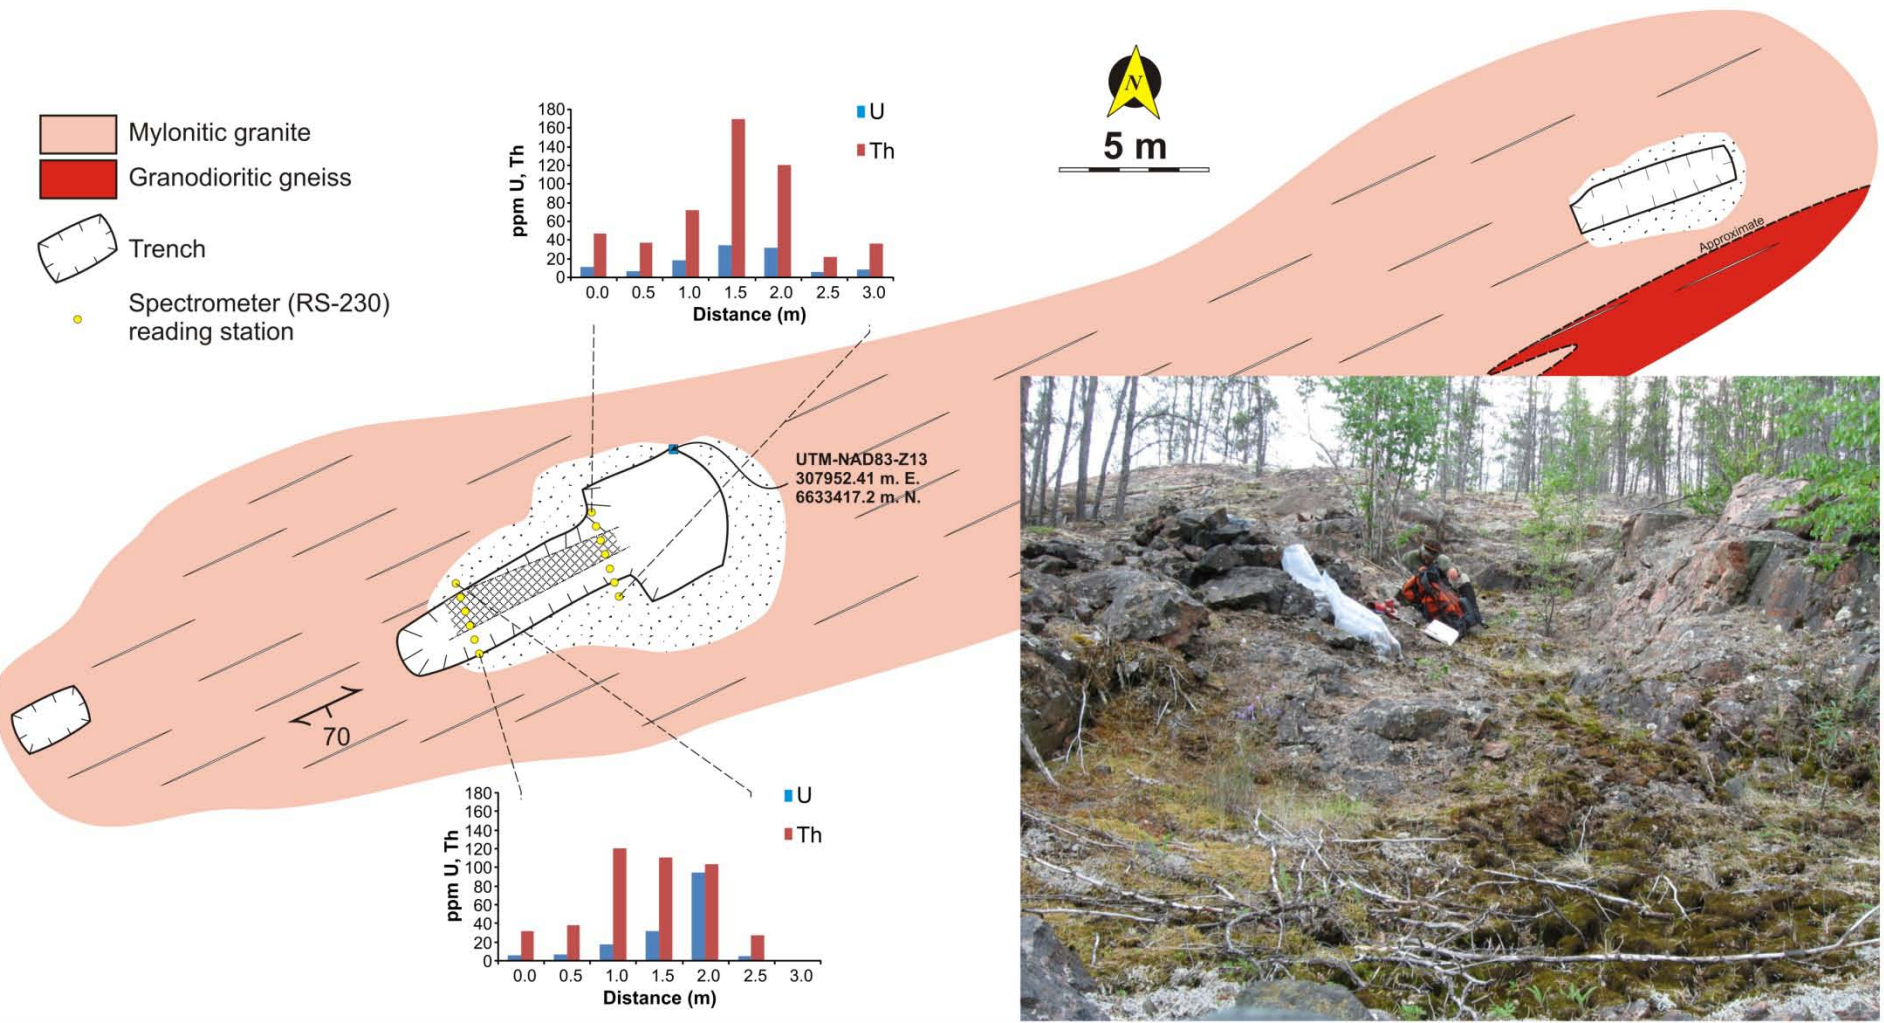 Mylonitic granite
Granodioritic gneiss
Trench
Spectrometer (RS-230)
reading station
ppm U, Th
180
160
140
120
100
80
60
40
20
0
0.0 0.5 1.0 1.5 2.0 2.5 3.0
Distance (m)
U
Th
N
5 m
Approximate
UTM-NAD83-Z13
307952.41 m. E.
6633417.2 m. N.
70
ppm U, Th
180
160
140
120
100
80
60
40
20
0
0.0 0.5 1.0 1.5 2.0 2.5 3.0
Distance (m)
U
Th